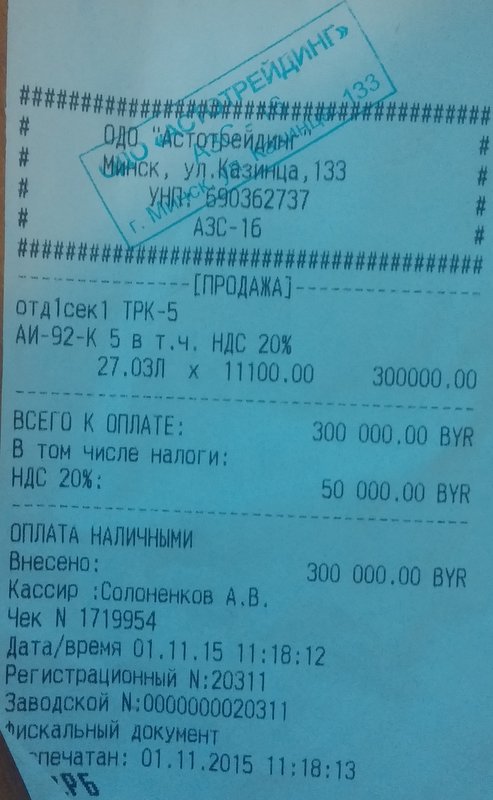 ОДО «АСТОТРЕЙДИНГ»
г. Минск, ул. Казинца, 133
#######################################
# ОДО "Астотрейдинг" #
# Минск, ул.Казинца,133 #
# УНП: 690362737 #
# АЗС-16 #
#######################################
---------------[ПРОДАЖА]---------------
отд1сек1 ТРК-5
АИ-92-К 5 в т.ч. НДС 20%
27.03Л х 11100.00 300000.00
---------------------------------------
ВСЕГО К ОПЛАТЕ: 300 000.00 BYR
В том числе налоги:
НДС 20%: 50 000.00 BYR
---------------------------------------
ОПЛАТА НАЛИЧНЫМИ
Внесено: 300 000.00 BYR
Кассир :Солоненков А.В.
Чек N 1719954
Дата/время 01.11.15 11:18:12
Регистрационный N:20311
Заводской N:0000000020311
Фискальный документ
спечатан: 01.11.2015 11:18:13
РБ